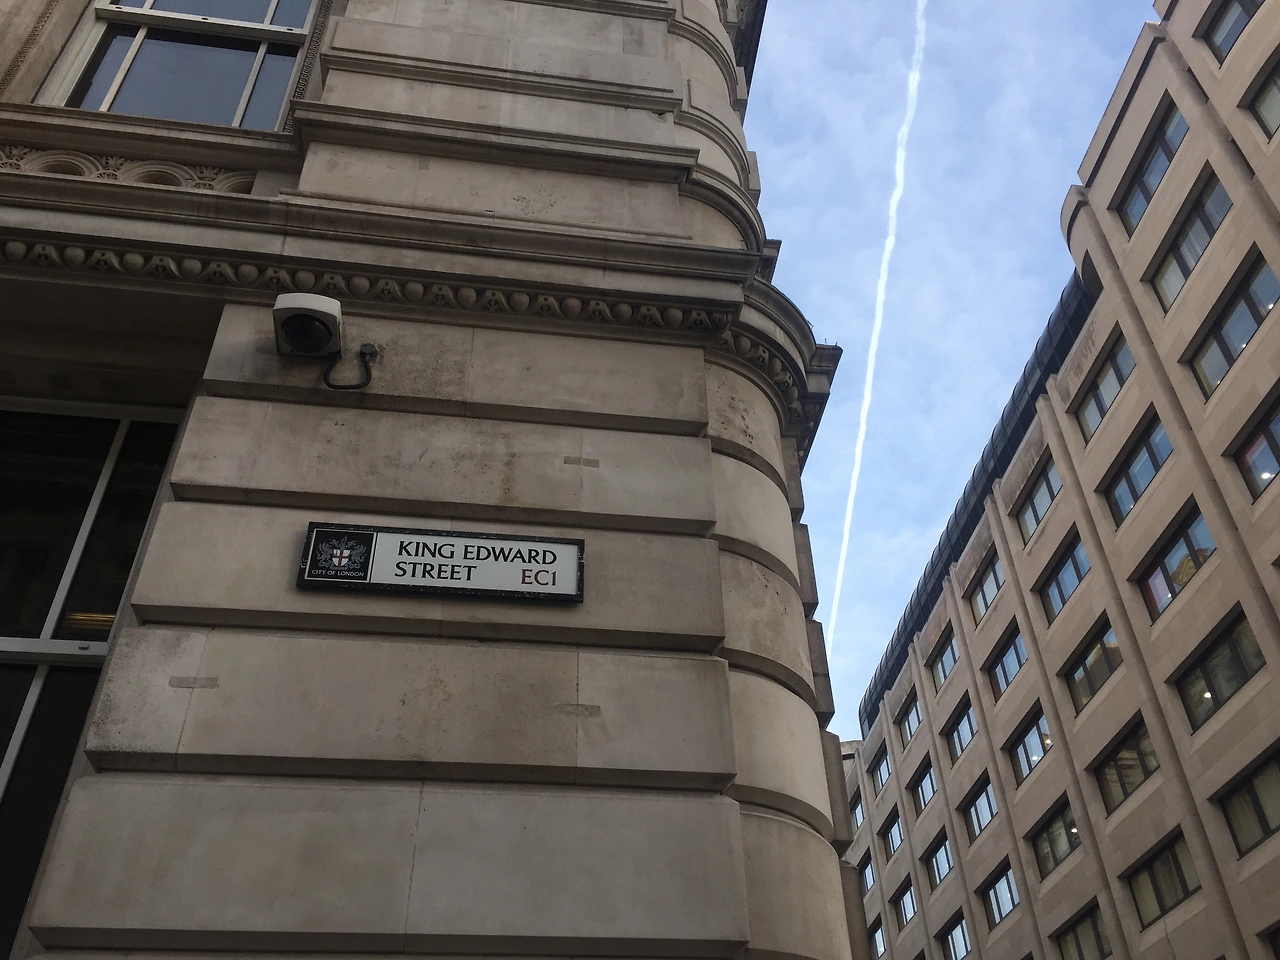 CITY OF LONDON
KING EDWARD
STREET EC1